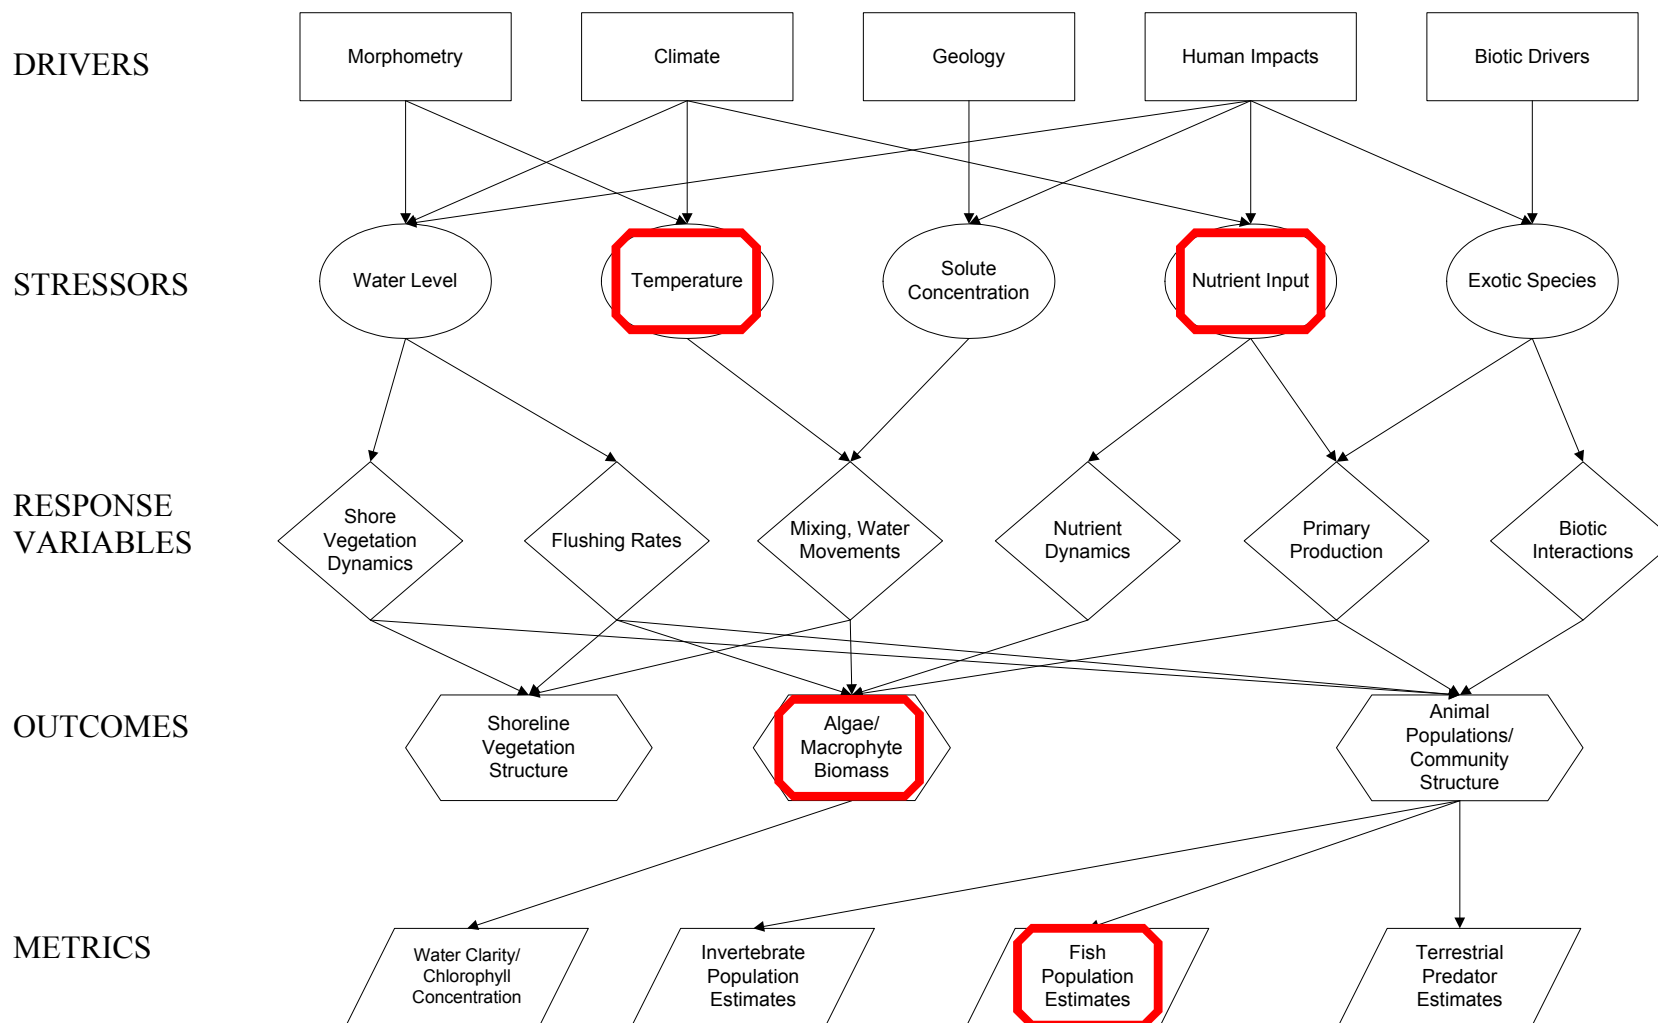 DRIVERS
Morphometry
Climate
Geology
Human Impacts
Biotic Drivers
STRESSORS
Water Level
Temperature
Solute
Concentration
Nutrient Input
Exotic Species
RESPONSE
VARIABLES
Shore
Vegetation
Dynamics
Flushing Rates
Mixing, Water
Movements
Nutrient
Dynamics
Primary
Production
Biotic
Interactions
OUTCOMES
Shoreline
Vegetation
Structure
Algae/
Macrophyte
Biomass
Animal
Populations/
Community
Structure
METRICS
Water Clarity/
Chlorophyll
Concentration
Invertebrate
Population
Estimates
Fish
Population
Estimates
Terrestrial
Predator
Estimates